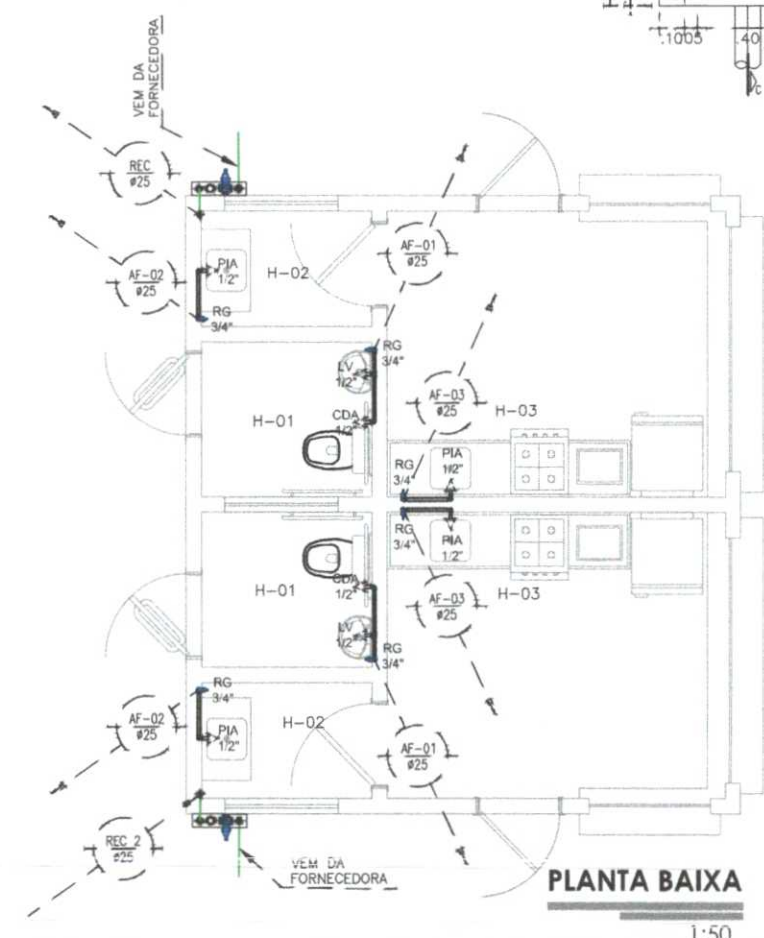 .1005
.40
C
VEM DA
FORNECEDORA
REC
ø25
AF-02
ø25
PIA
1/2"
H-02
RG
3/4"
AF-01
ø25
RG
3/4"
LV
1/2"
CDA
1/2"
H-01
AF-03
ø25
H-03
RG
3/4"
PIA
1/2"
RG
3/4"
PIA
1/2"
H-01
CDA
1/2"
AF-03
ø25
H-03
LV
1/2"
RG
3/4"
RG
3/4"
AF-02
ø25
PIA
1/2"
H-02
AF-01
ø25
REC 2
ø25
VEM DA
FORNECEDORA
PLANTA BAIXA
1:50